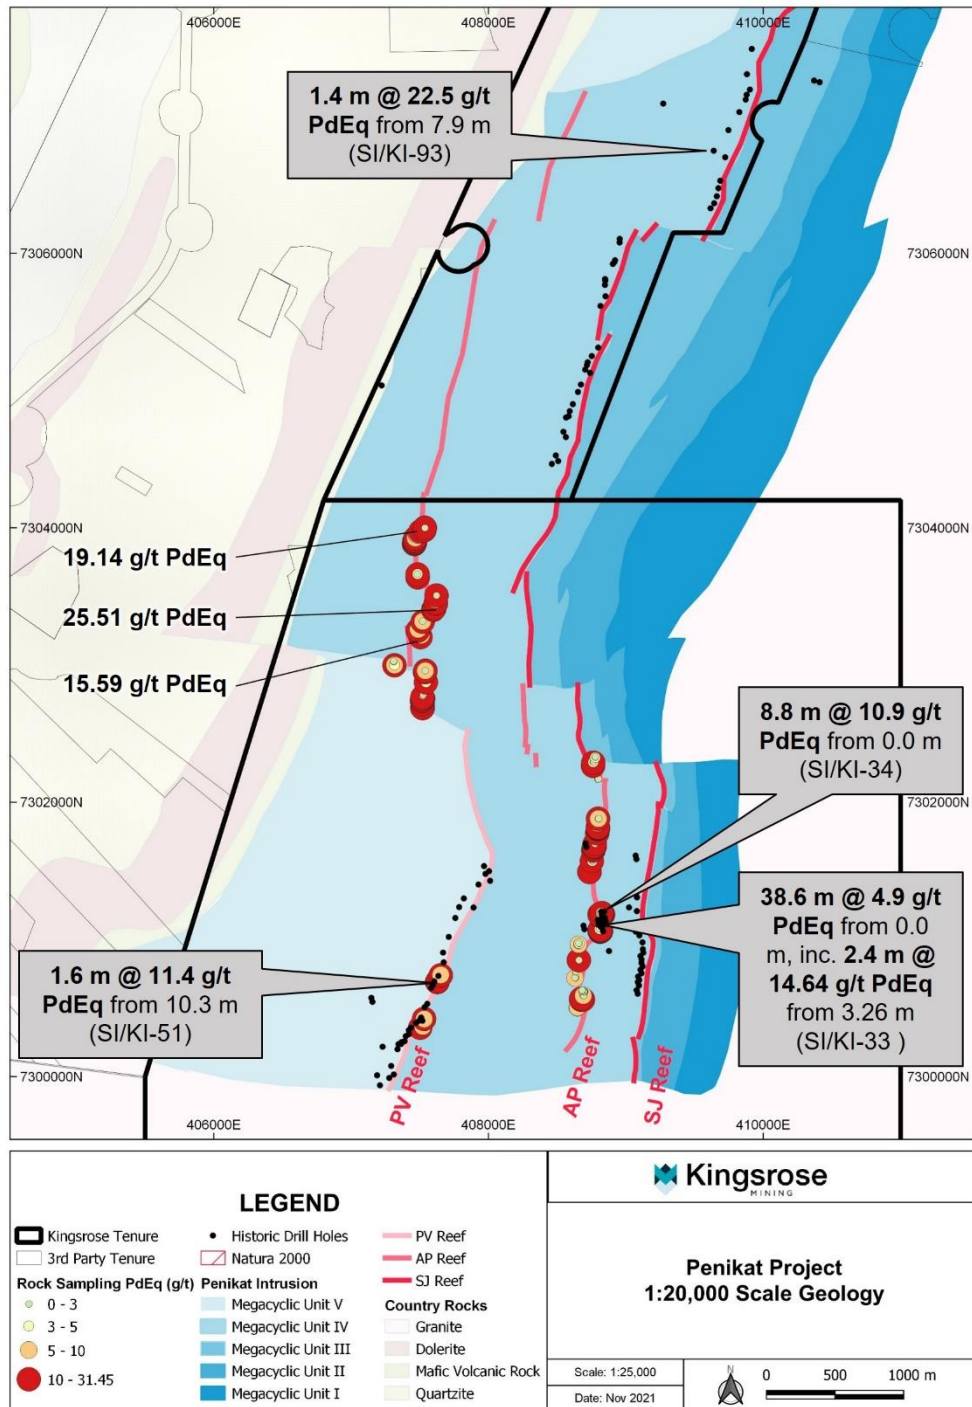 406000E
408000E
410000E
1.4 m @ 22.5 g/t
PdEq from 7.9 m
(SI/KI-93)
7306000N
7306000N
7304000N
7304000N
19.14 g/t PdEq
25.51 g/t PdEq
15.59 g/t PdEq
8.8 m @ 10.9 g/t
PdEq from 0.0 m
(SI/KI-34)
7302000N
7302000N
38.6 m @ 4.9 g/t
PdEq from 0.0
m, inc. 2.4 m @
14.64 g/t PdEq
from 3.26 m
(SI/KI-33 )
1.6 m @ 11.4 g/t
PdEq from 10.3 m
(SI/KI-51)
7300000N
7300000N
PV Reef
AP Reef
SJ Reef
406000E
408000E
410000E
LEGEND
Kingsrose Tenure
3rd Party Tenure
Rock Sampling PdEq (g/t)
0 - 3
3 - 5
5 - 10
10 - 31.45
Historic Drill Holes
Natura 2000
Penikat Intrusion
Megacyclic Unit V
Megacyclic Unit IV
Megacyclic Unit III
Megacyclic Unit II
Megacyclic Unit I
PV Reef
AP Reef
SJ Reef
Country Rocks
Granite
Dolerite
Mafic Volcanic Rock
Quartzite
Kingsrose
MINING
Penikat Project
1:20,000 Scale Geology
Scale: 1:25,000
Date: Nov 2021
N
0 500 1000 m